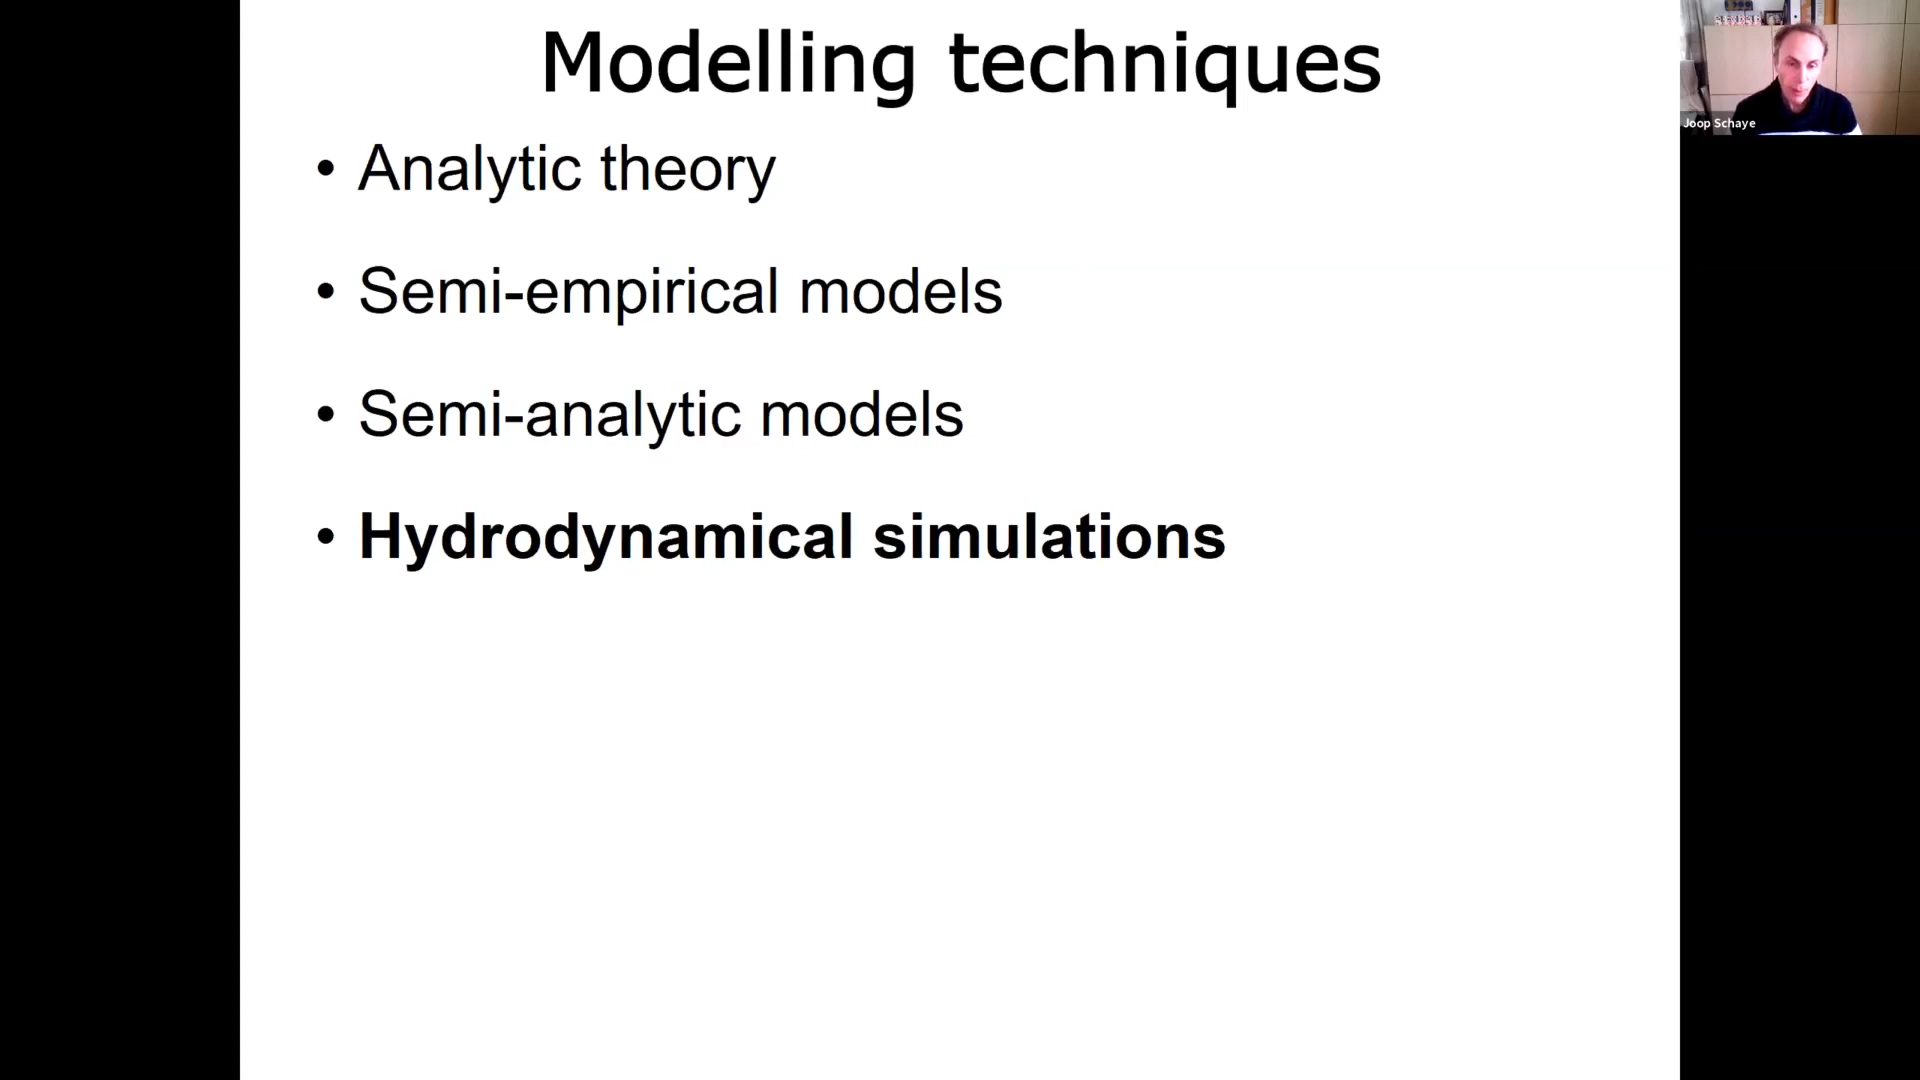 Modelling techniques
Joop Schaye
• Analytic theory
• Semi-empirical models
• Semi-analytic models
• Hydrodynamical simulations